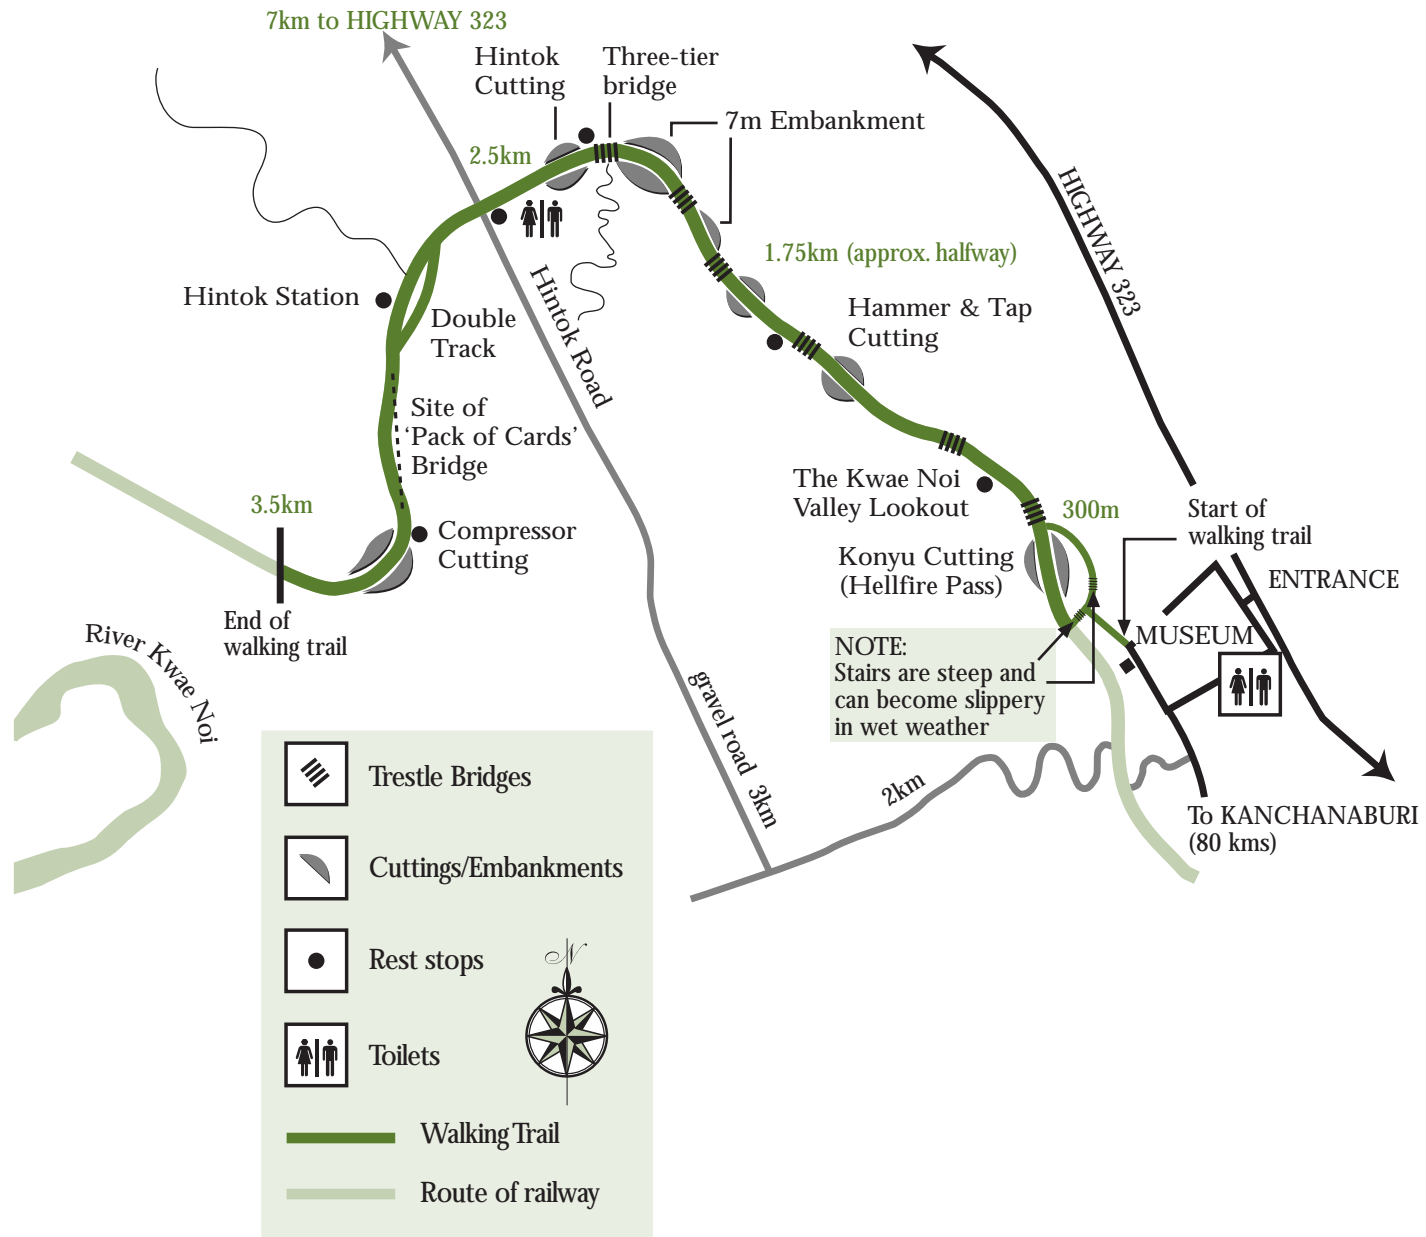 7km to HIGHWAY 323
Hintok
Cutting
Three-tier
bridge
7m Embankment
2.5km
HIGHWAY 323
1.75km (approx. halfway)
Hintok Station
Double
Track
Hintok Road
Hammer & Tap
Cutting
Site of
'Pack of Cards'
Bridge
The Kwae Noi
Valley Lookout
3.5km
300m
Start of
walking trail
Compressor
Cutting
Konyu Cutting
(Hellfire Pass)
ENTRANCE
End of
walking trail
MUSEUM
River Kwae Noi
NOTE:
Stairs are steep and
can become slippery
in wet weather
gravel road 3km
2km
To KANCHANABURI
(80 kms)
Trestle Bridges
Cuttings/Embankments
Rest stops
N
Toilets
Walking Trail
Route of railway